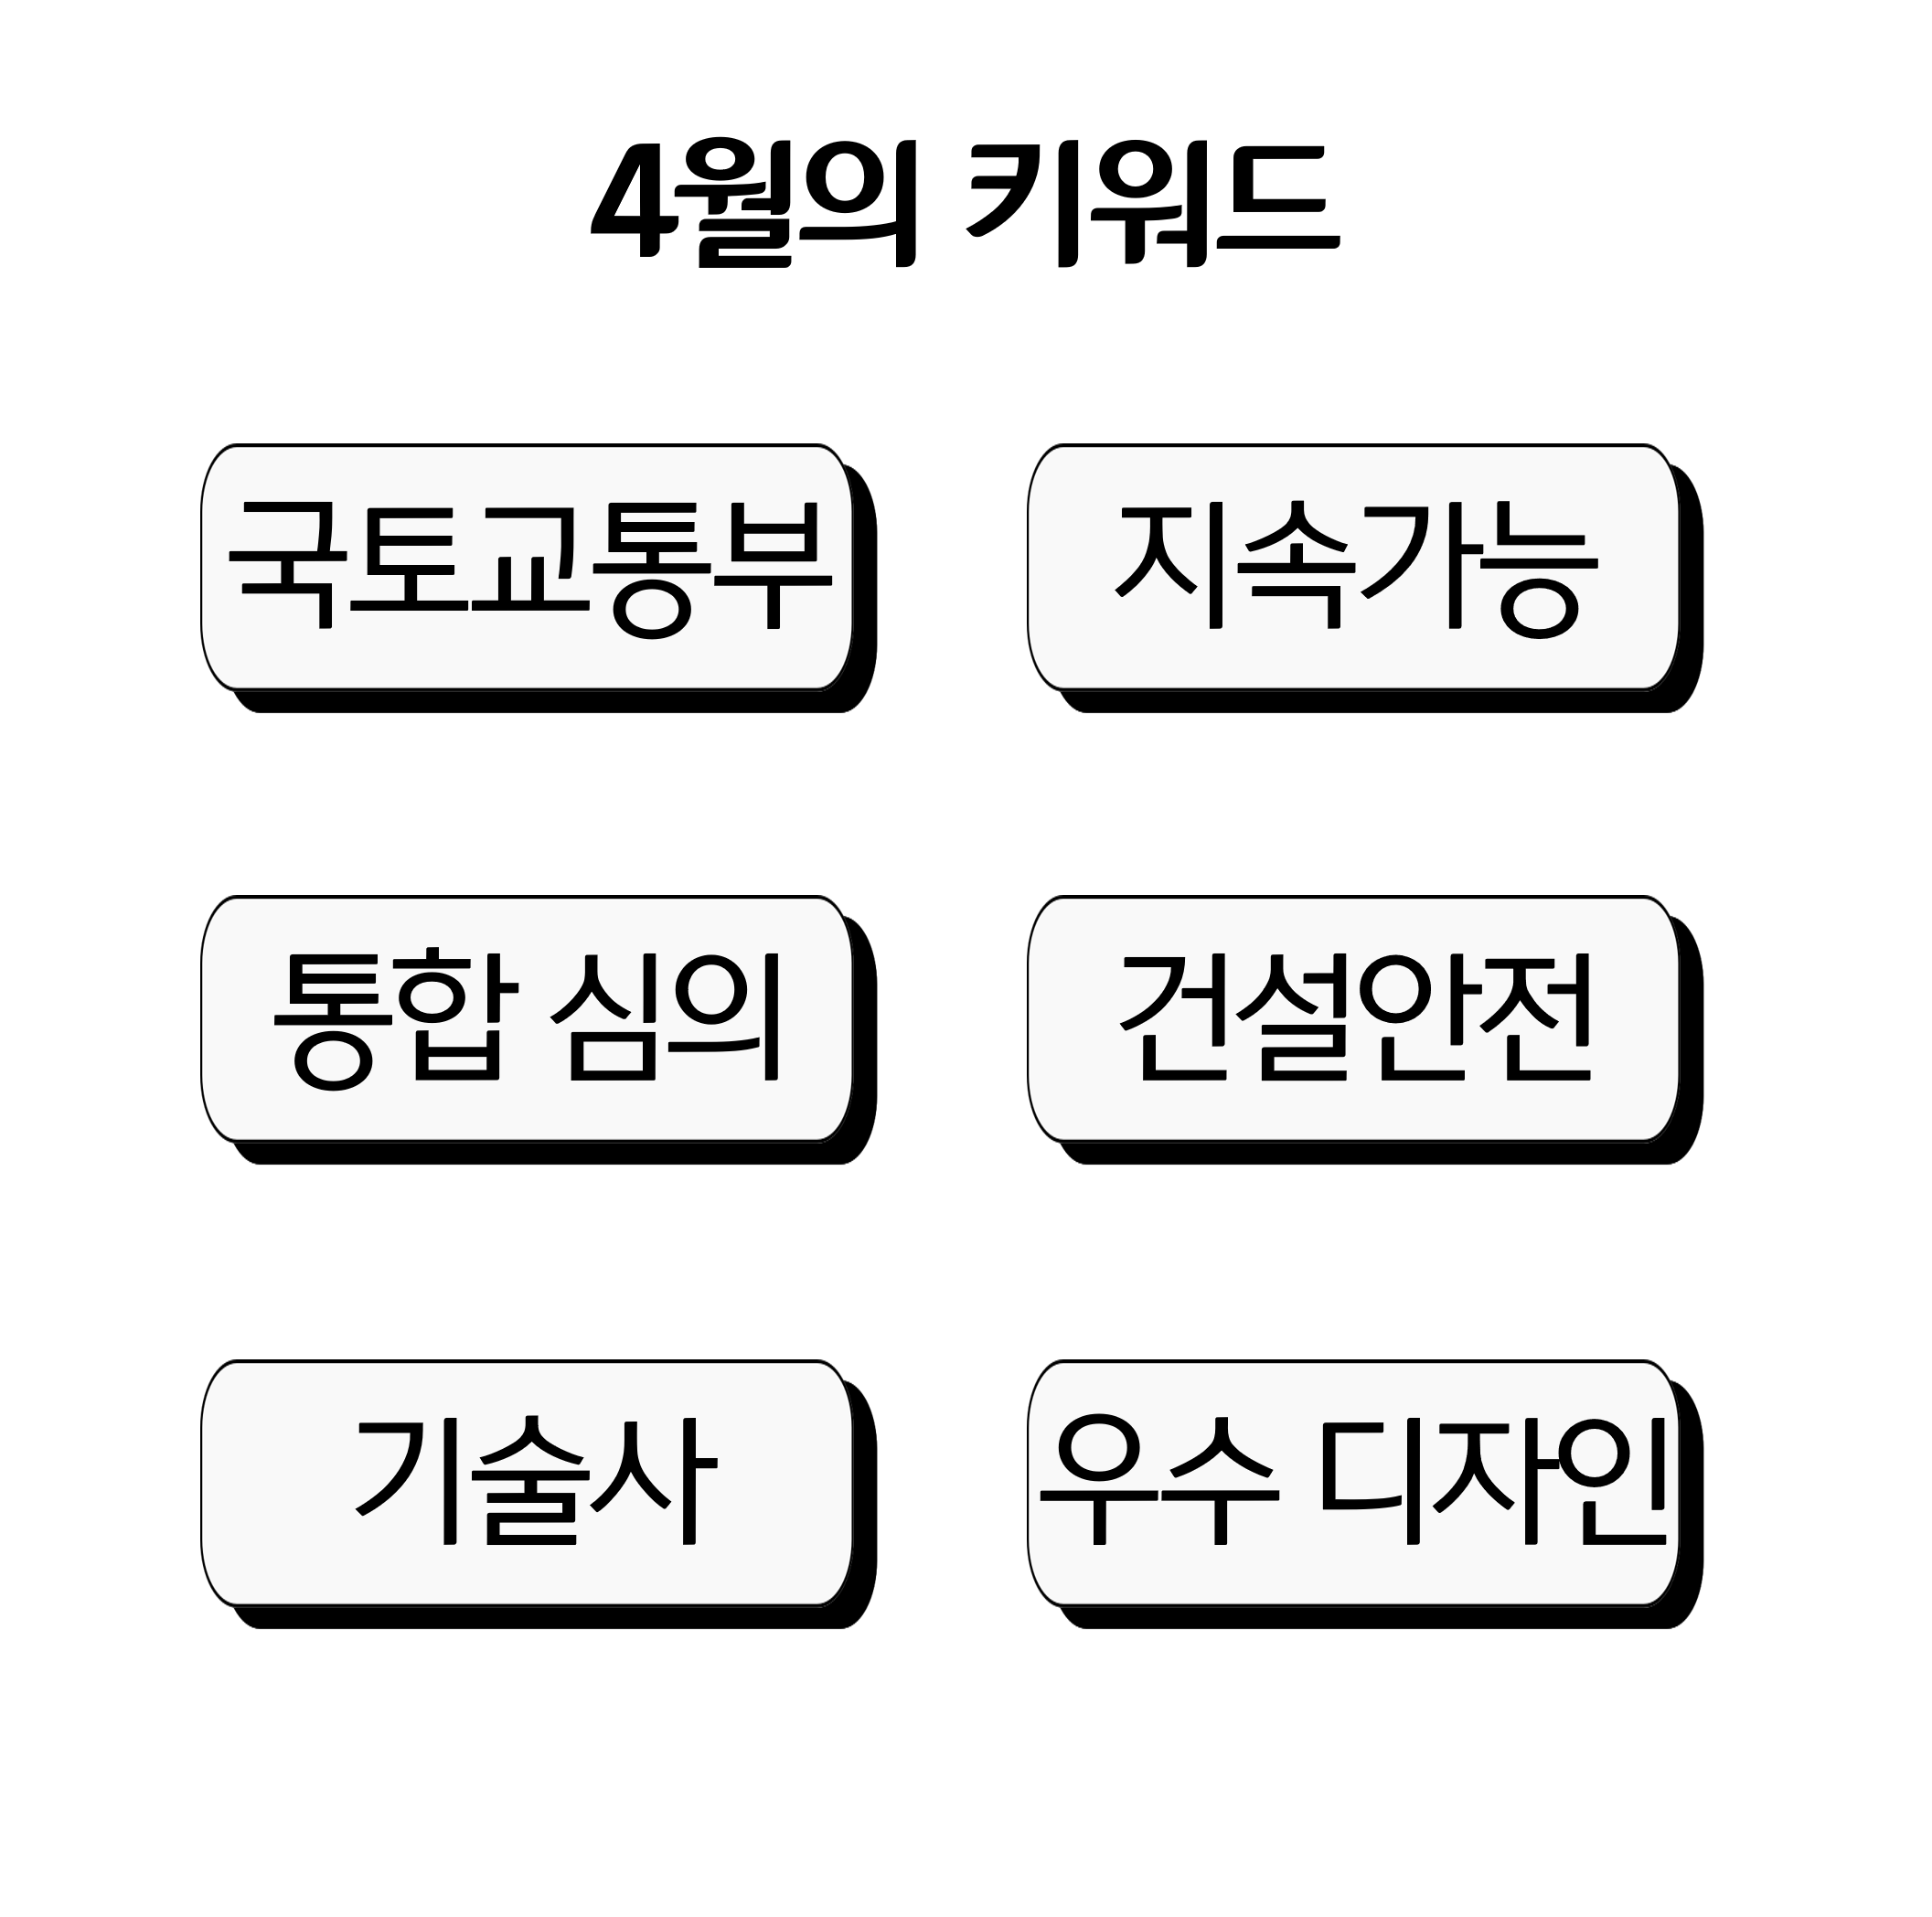 4월의 키워드
국토교통부
지속가능
통합 심의
건설안전
기술사
우수 디자인